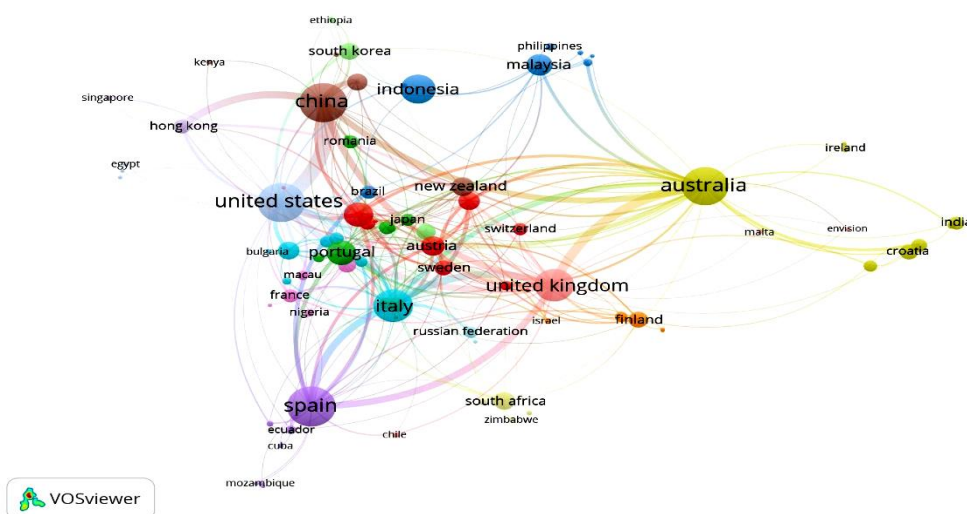 ethiopia
south korea
philippines
malaysia
kenya
indonesia
singapore
china
hong kong
romania
ireland
egypt
new zealand
australia
brazil
united states
japan
switzerland
india
malta
envision
bulgaria
portugal
austria
croatia
sweden
macau
united kingdom
france
italy
nigeria
israel
finland
russian federation
spain
south africa
zimbabwe
ecuador
chile
cuba
mozambique
VOSviewer